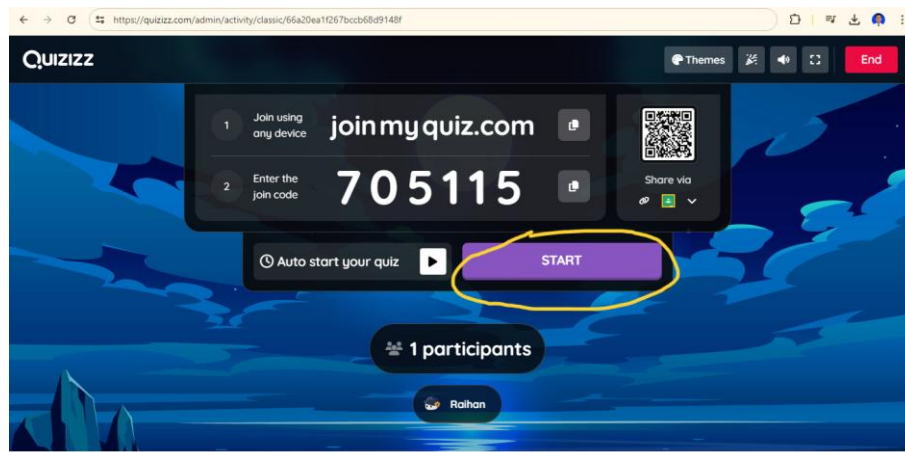 https://quizizz.com/admin/activity/classic/66a20ea1f267bccb68d9148f
QUIZIZZ
Themes
End
1 Join using any device joinmyquiz.com
2 Enter the join code 705115
Share via
Auto start your quiz
START
1 participants
Raihan